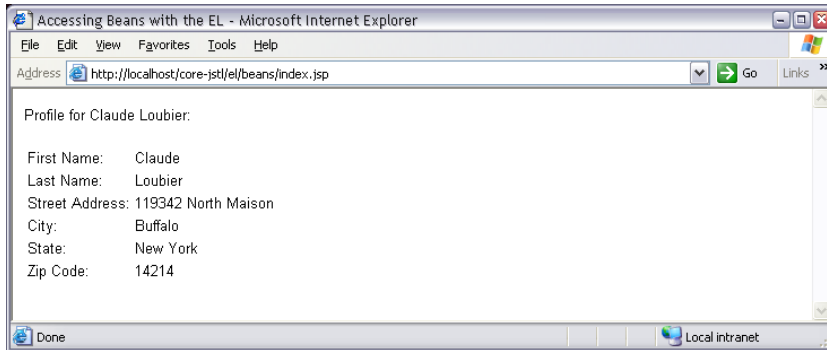 Accessing Beans with the EL - Microsoft Internet Explorer
File Edit View Favorites Tools Help
Address http://localhost/core-jstl/el/beans/index.jsp Go Links »
Profile for Claude Loubier:
First Name: Claude
Last Name: Loubier
Street Address: 119342 North Maison
City: Buffalo
State: New York
Zip Code: 14214
Done Local intranet